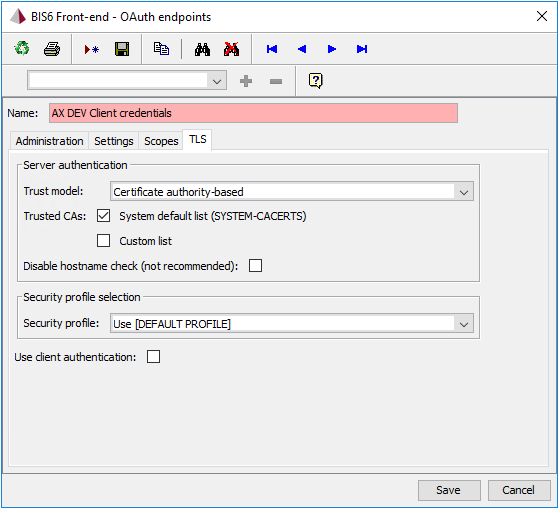 BIS6 Front-end - OAuth endpoints
Name: AX DEV Client credentials
Administration Settings Scopes TLS
Server authentication
Trust model: Certificate authority-based
Trusted CAs: System default list (SYSTEM-CACERTS)
Custom list
Disable hostname check (not recommended):
Security profile selection
Security profile: Use [DEFAULT PROFILE]
Use client authentication:
Save Cancel